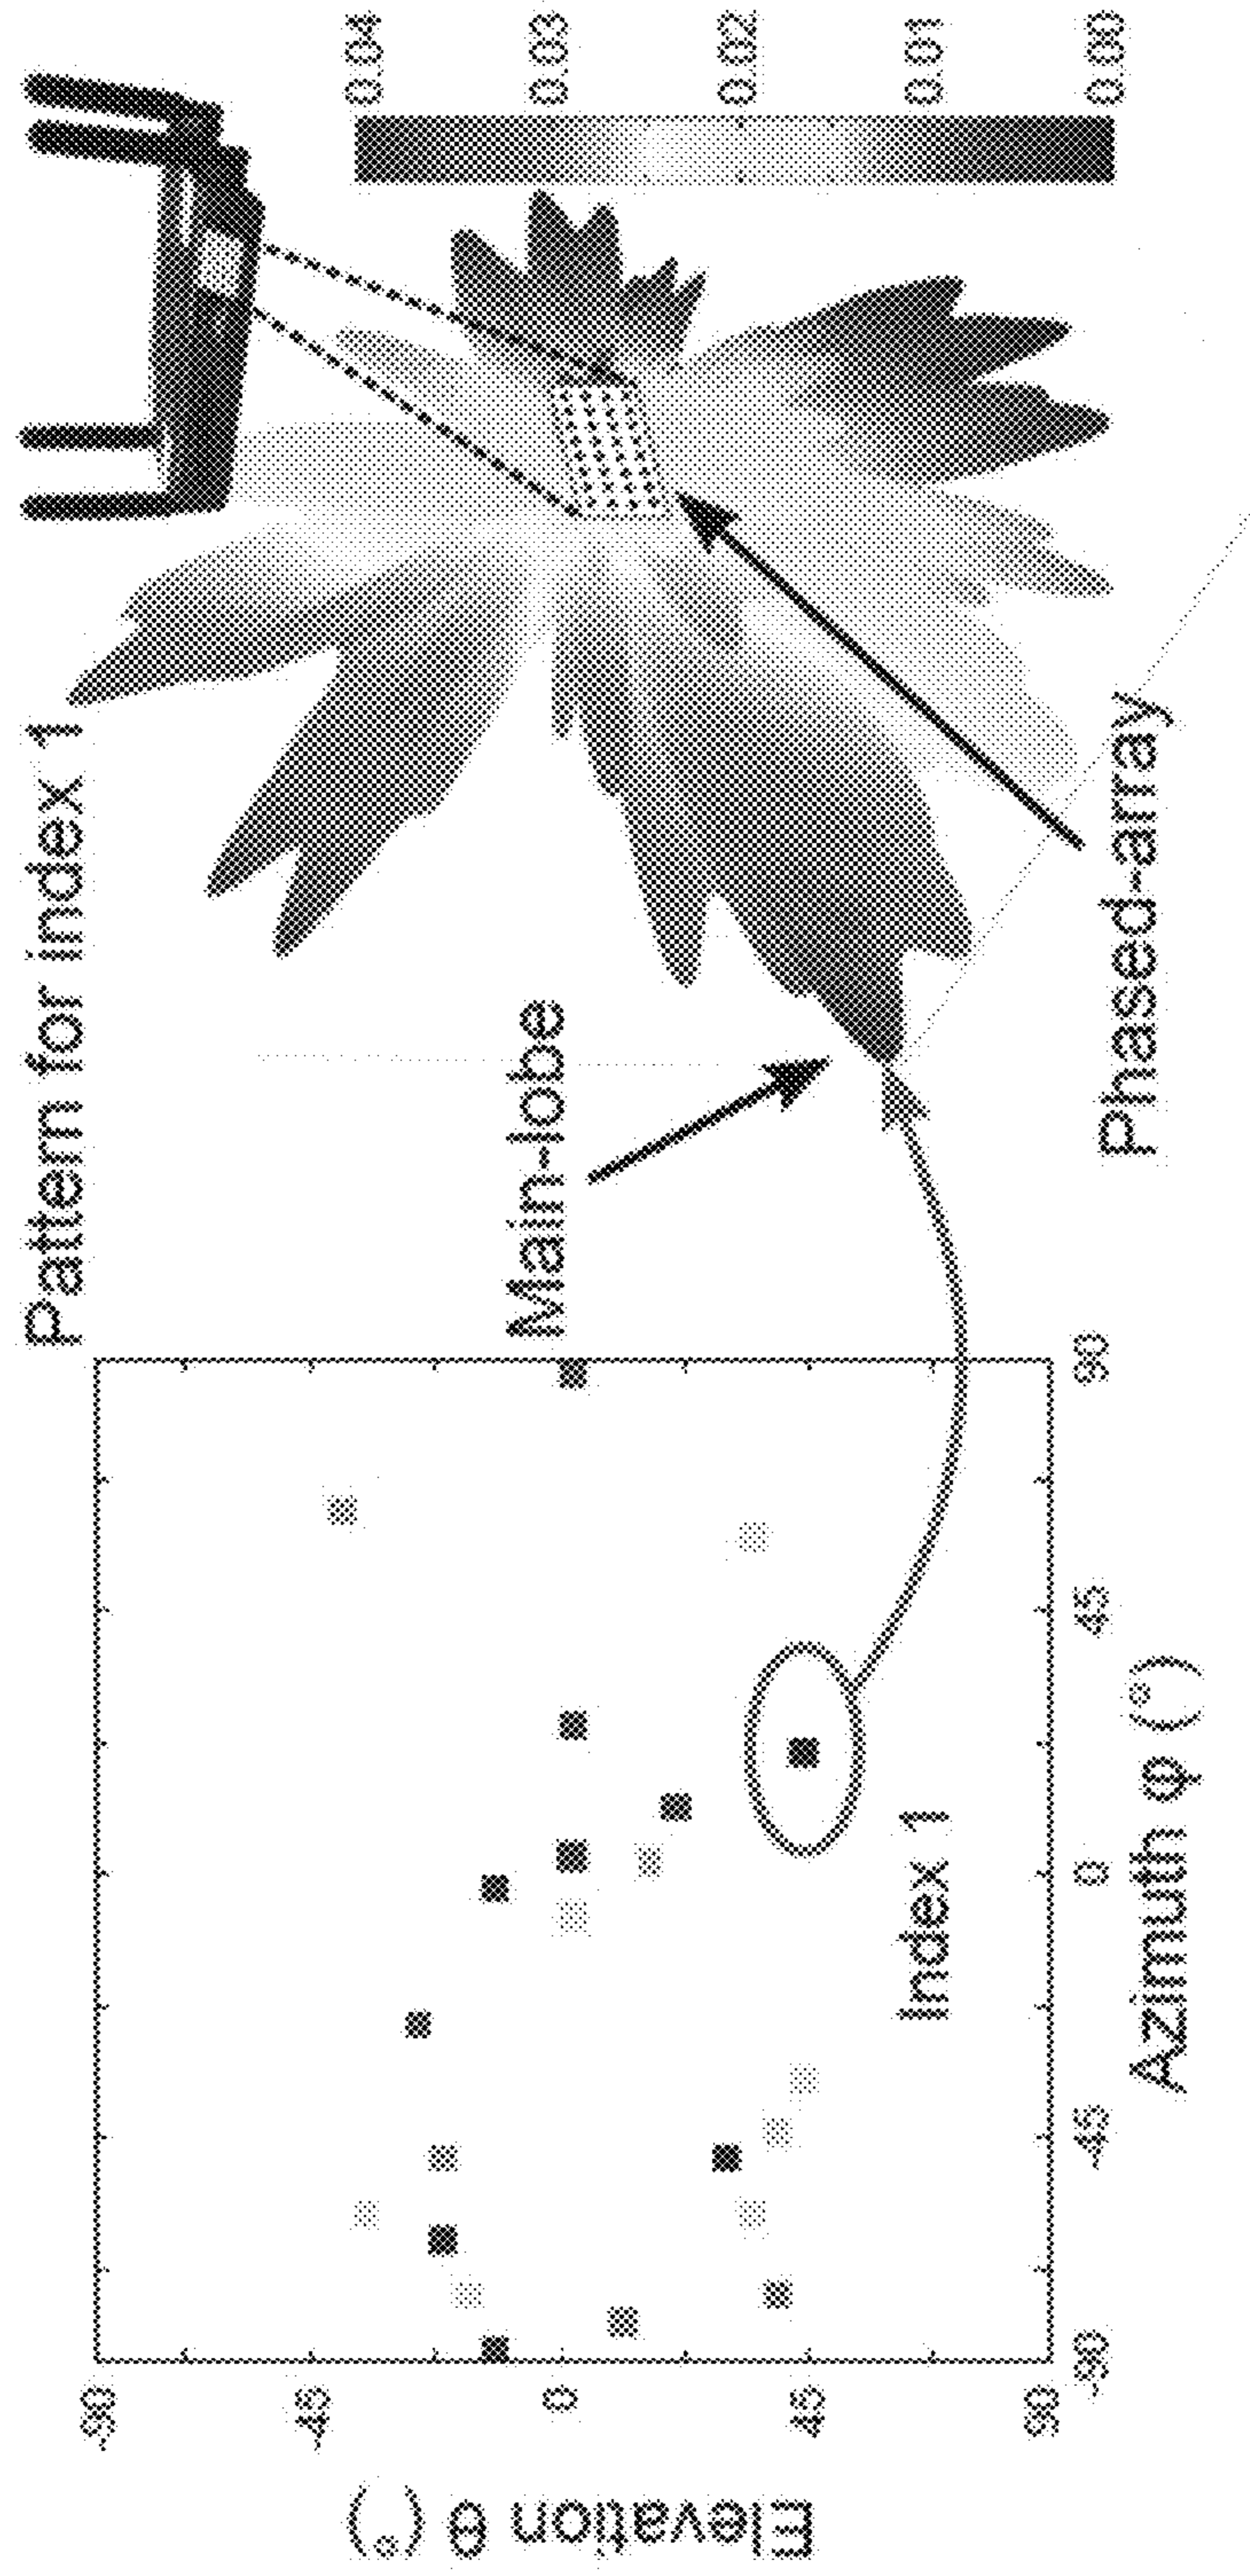 Pattern for index 1
Elevation θ (°)
-90
-45
0
45
90
Index 1
-90
-45
0
45
90
Azimuth φ (°)
Main-lobe
Phased-array
0.04
0.03
0.02
0.01
0.00